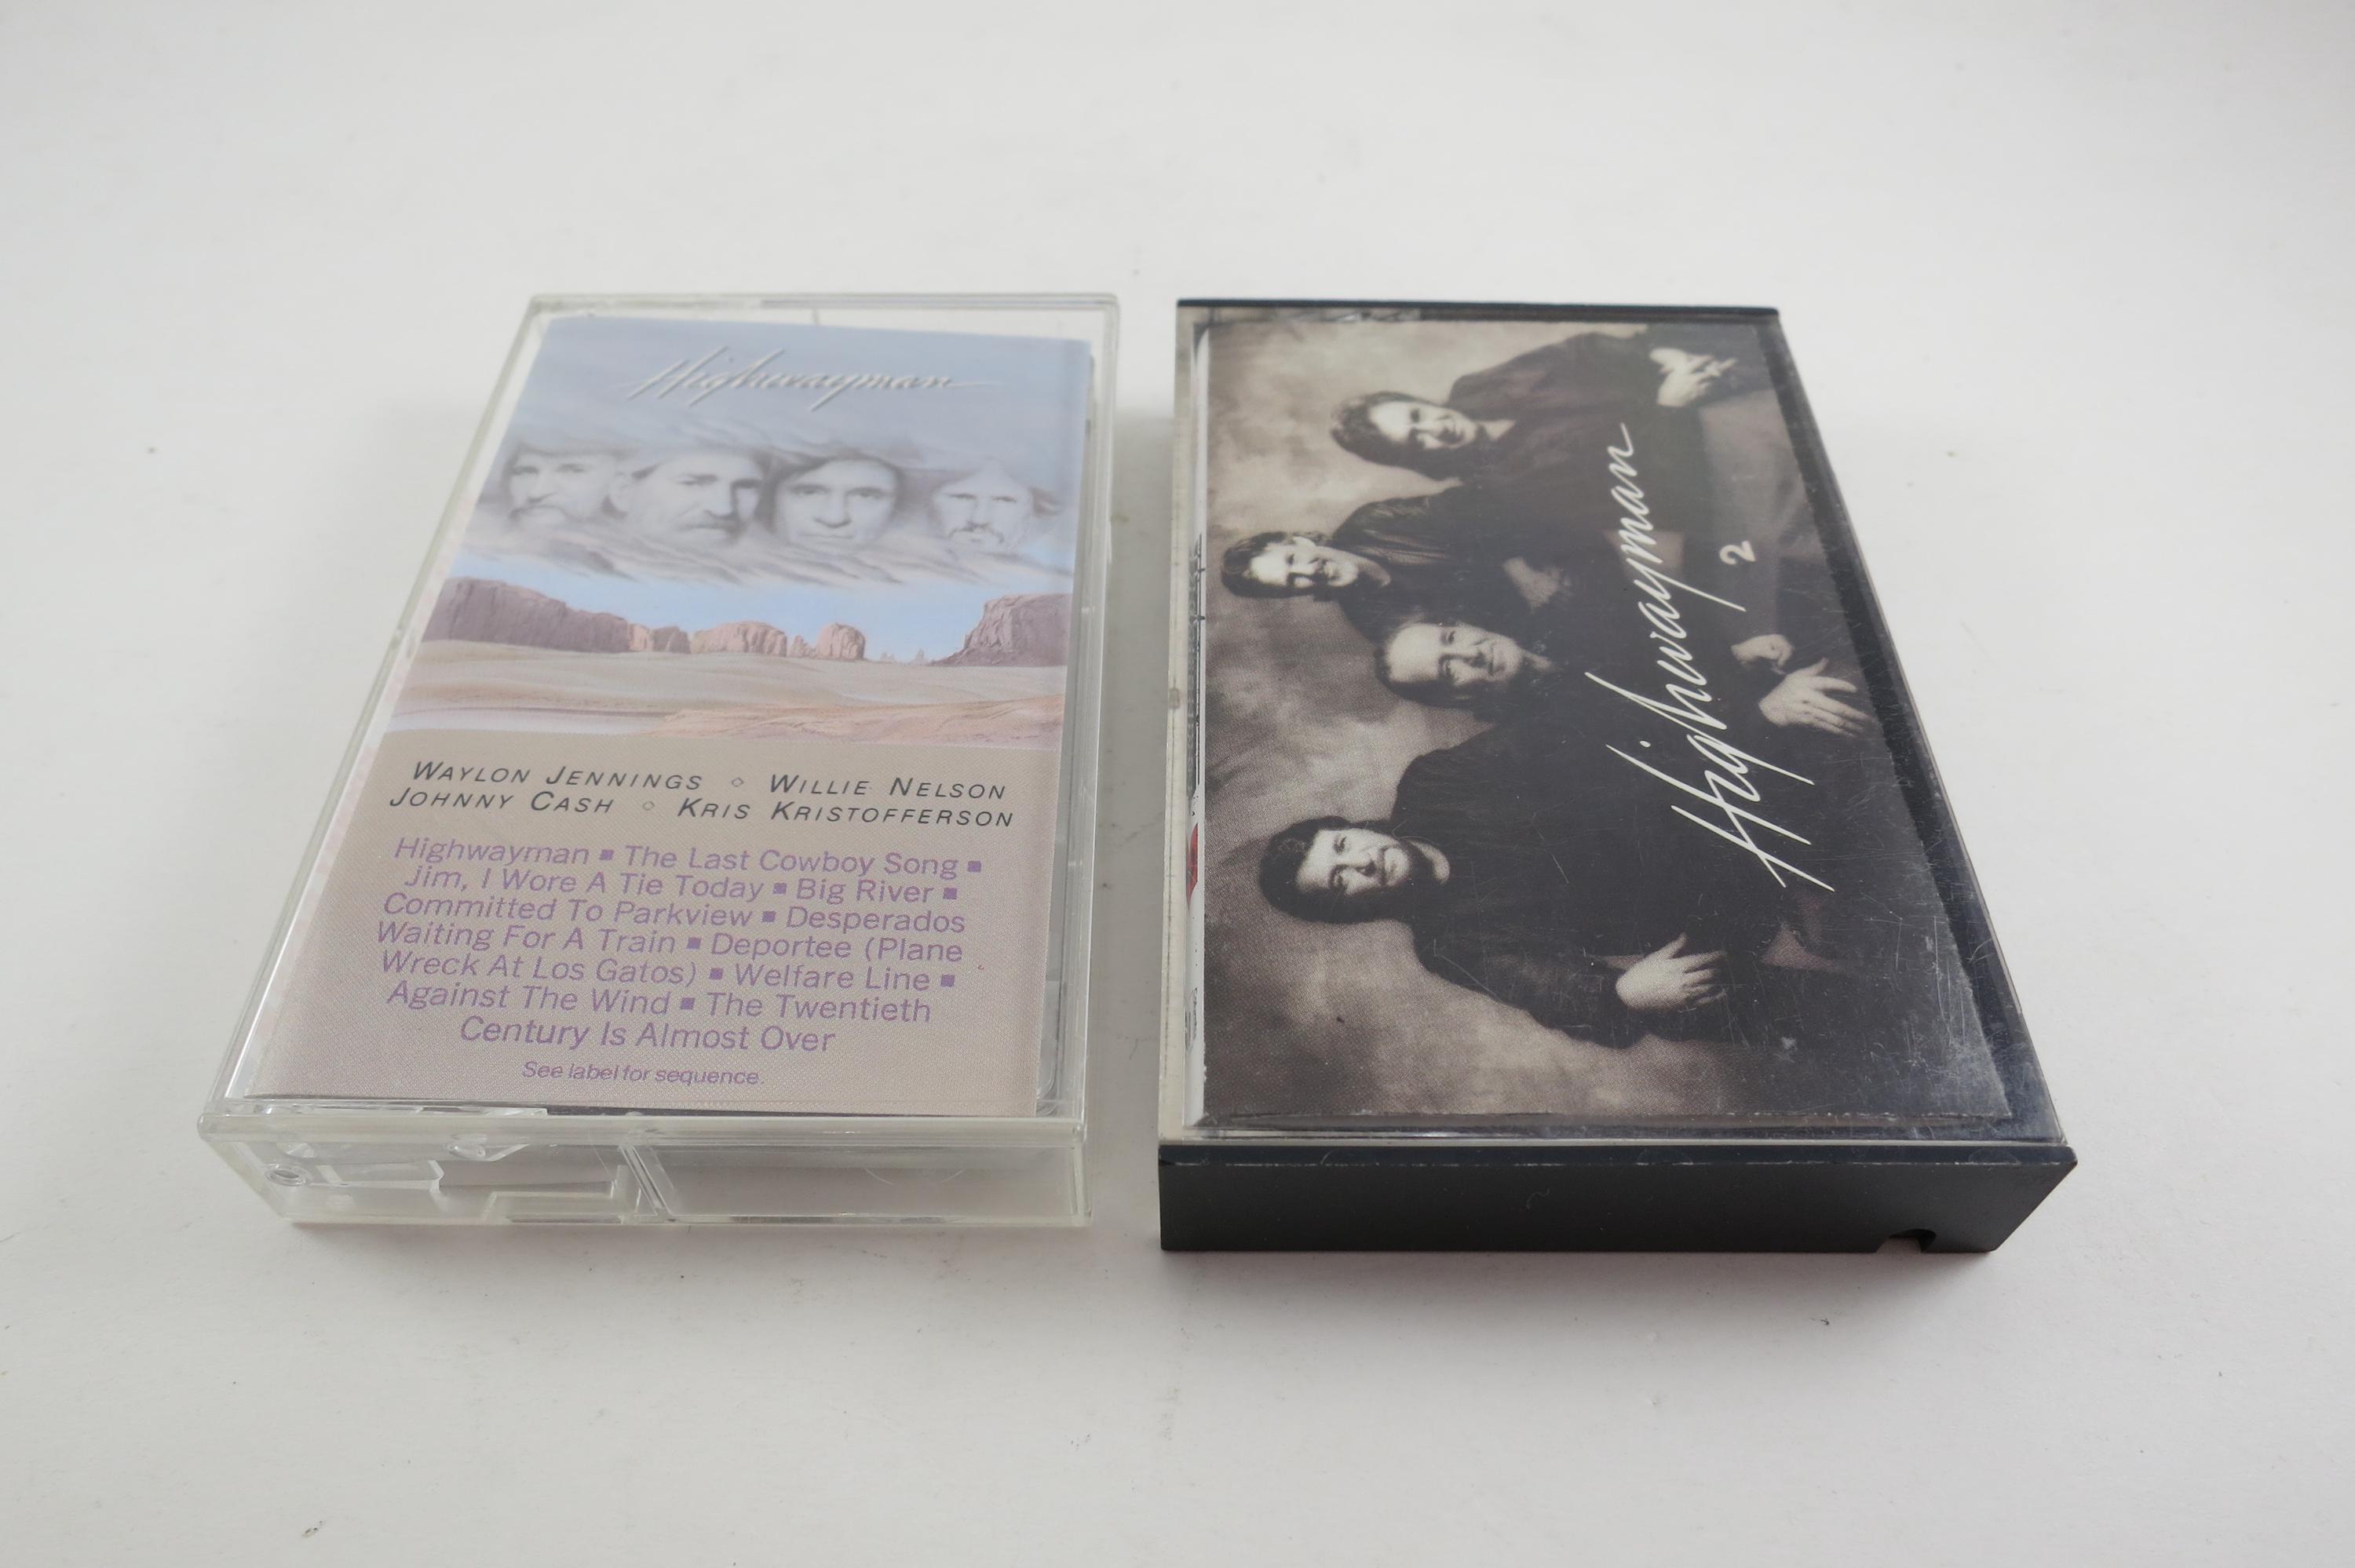 Highwayman
WAYLON JENNINGS ◇ WILLIE NELSON
JOHNNY CASH ◇ KRIS KRISTOFFERSON
Highwayman ■ The Last Cowboy Song ■
Jim, I Wore A Tie Today ■ Big River ■
Committed To Parkview ■ Desperados
Waiting For A Train ■ Deportee (Plane
Wreck At Los Gatos) ■ Welfare Line ■
Against The Wind ■ The Twentieth
Century Is Almost Over
See label for sequence.
Highwayman
2